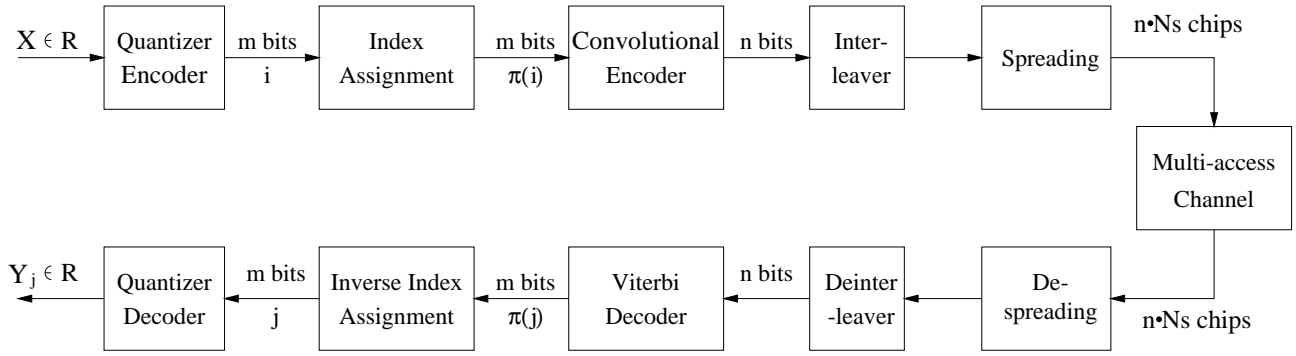 X ∈ R
Quantizer
Encoder
m bits
i
Index
Assignment
m bits
π(i)
Convolutional
Encoder
n bits
Inter-
leaver
Spreading
n•Ns chips
Multi-access
Channel
Y j ∈ R
Quantizer
Decoder
m bits
j
Inverse Index
Assignment
m bits
π(j)
Viterbi
Decoder
n bits
Deinter
-leaver
De-
spreading
n•Ns chips